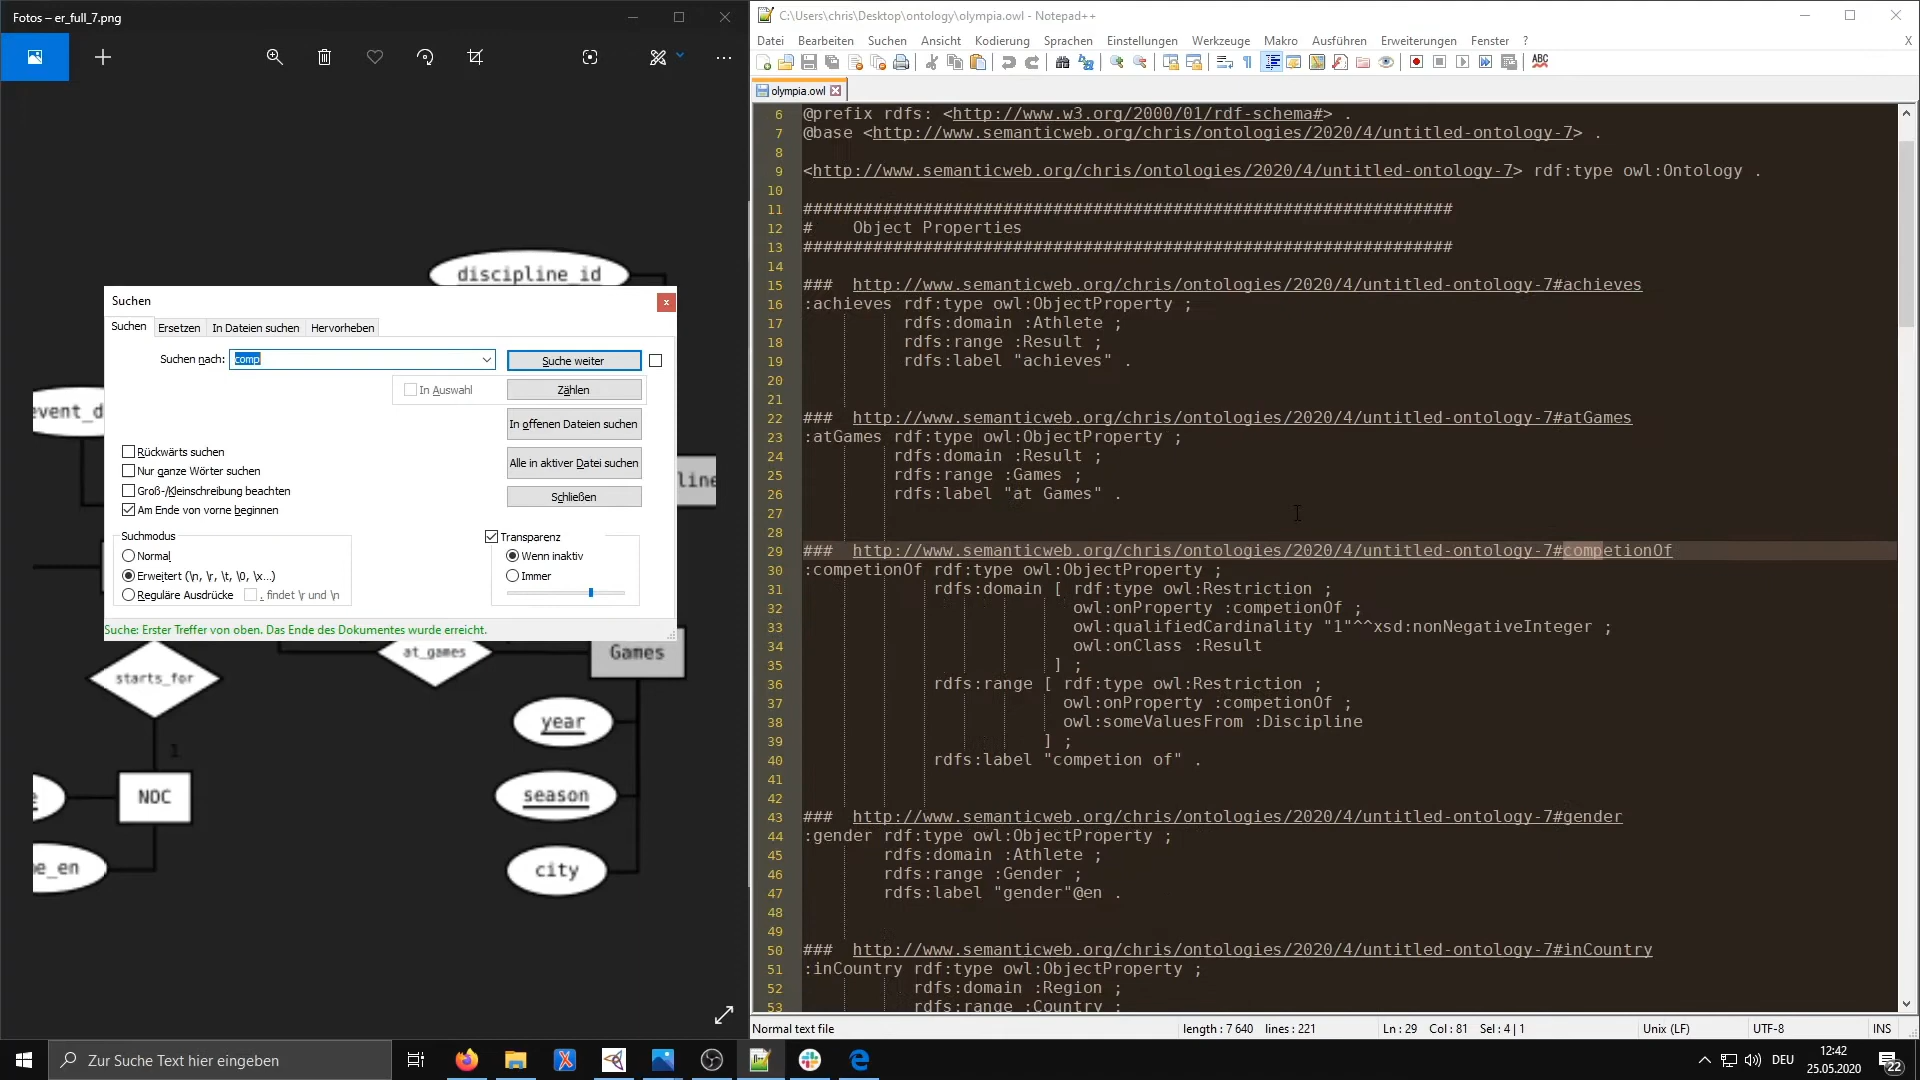 Fotos – er_full_7.png
discipline_id
event_d
line
at_games
Games
starts_for
year
1
NOC
season
e
me_en
city
Suchen
Suchen
Ersetzen
In Dateien suchen
Hervorheben
Suchen nach:
comp
Suche weiter
In Auswahl
Zählen
In offenen Dateien suchen
Alle in aktiver Datei suchen
Schließen
Rückwärts suchen
Nur ganze Wörter suchen
Groß-/Kleinschreibung beachten
Am Ende von vorne beginnen
Suchmodus
Normal
Erweitert (\n, \r, \t, \0, \x...)
Reguläre Ausdrücke
. findet \r und \n
Transparenz
Wenn inaktiv
Immer
Suche: Erster Treffer von oben. Das Ende des Dokumentes wurde erreicht.
C:\Users\chris\Desktop\ontology\olympia.owl - Notepad++
Datei Bearbeiten Suchen Ansicht Kodierung Sprachen Einstellungen Werkzeuge Makro Ausführen Erweiterungen Fenster ? X
ABC
olympia.owl
6 @prefix rdfs: <http://www.w3.org/2000/01/rdf-schema#> .
7 @base <http://www.semanticweb.org/chris/ontologies/2020/4/untitled-ontology-7> .
8
9 <http://www.semanticweb.org/chris/ontologies/2020/4/untitled-ontology-7> rdf:type owl:Ontology .
10
11 #################################################################
12 #    Object Properties
13 #################################################################
14
15 ###  http://www.semanticweb.org/chris/ontologies/2020/4/untitled-ontology-7#achieves
16 :achieves rdf:type owl:ObjectProperty ;
17 rdfs:domain :Athlete ;
18 rdfs:range :Result ;
19 rdfs:label "achieves" .
20
21
22 ###  http://www.semanticweb.org/chris/ontologies/2020/4/untitled-ontology-7#atGames
23 :atGames rdf:type owl:ObjectProperty ;
24 rdfs:domain :Result ;
25 rdfs:range :Games ;
26 rdfs:label "at Games" .
27
28
29 ###  http://www.semanticweb.org/chris/ontologies/2020/4/untitled-ontology-7#competionOf
30 :competionOf rdf:type owl:ObjectProperty ;
31 rdfs:domain [ rdf:type owl:Restriction ;
32 owl:onProperty :competionOf ;
33 owl:qualifiedCardinality "1"^^xsd:nonNegativeInteger ;
34 owl:onClass :Result
35 ] ;
36 rdfs:range [ rdf:type owl:Restriction ;
37 owl:onProperty :competionOf ;
38 owl:someValuesFrom :Discipline
39 ] ;
40 rdfs:label "competion of" .
41
42
43 ###  http://www.semanticweb.org/chris/ontologies/2020/4/untitled-ontology-7#gender
44 :gender rdf:type owl:ObjectProperty ;
45 rdfs:domain :Athlete ;
46 rdfs:range :Gender ;
47 rdfs:label "gender"@en .
48
49
50 ###  http://www.semanticweb.org/chris/ontologies/2020/4/untitled-ontology-7#inCountry
51 :inCountry rdf:type owl:ObjectProperty ;
52 rdfs:domain :Region ;
53 rdfs:range :Country ;
Normal text file length : 7 640 lines : 221 Ln : 29 Col : 81 Sel : 4 | 1 Unix (LF) UTF-8 INS
Zur Suche Text hier eingeben
DEU
12:42
25.05.2020
22